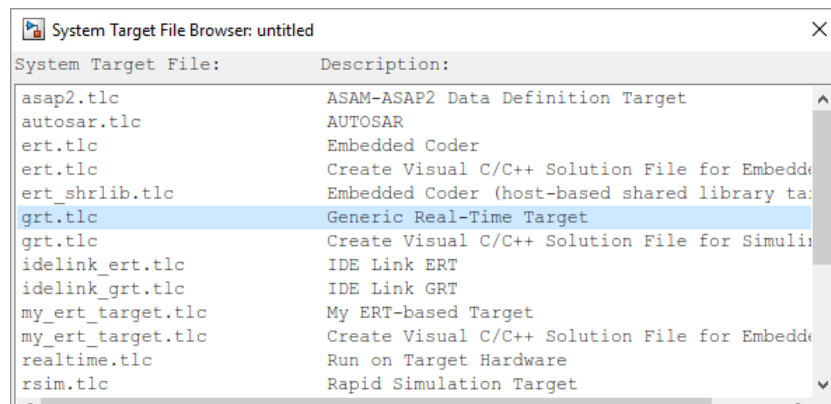 System Target File Browser: untitled
System Target File: Description:
asap2.tlc ASAM-ASAP2 Data Definition Target
autosar.tlc AUTOSAR
ert.tlc Embedded Coder
ert.tlc Create Visual C/C++ Solution File for Embedde
ert_shrlib.tlc Embedded Coder (host-based shared library ta
grt.tlc Generic Real-Time Target
grt.tlc Create Visual C/C++ Solution File for Simulin
idelink_ert.tlc IDE Link ERT
idelink_grt.tlc IDE Link GRT
my_ert_target.tlc My ERT-based Target
my_ert_target.tlc Create Visual C/C++ Solution File for Embedde
realtime.tlc Run on Target Hardware
rsim.tlc Rapid Simulation Target